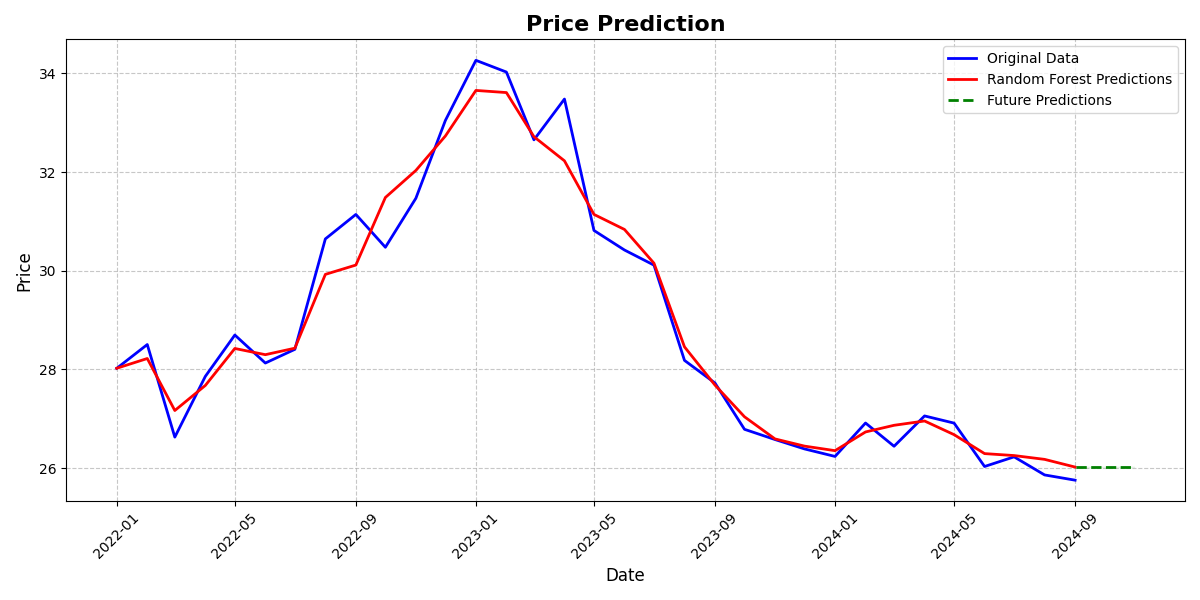 Price Prediction
Original Data
Random Forest Predictions
Future Predictions
Price
34
32
30
28
26
2022-01
2022-05
2022-09
2023-01
2023-05
2023-09
2024-01
2024-05
2024-09
Date